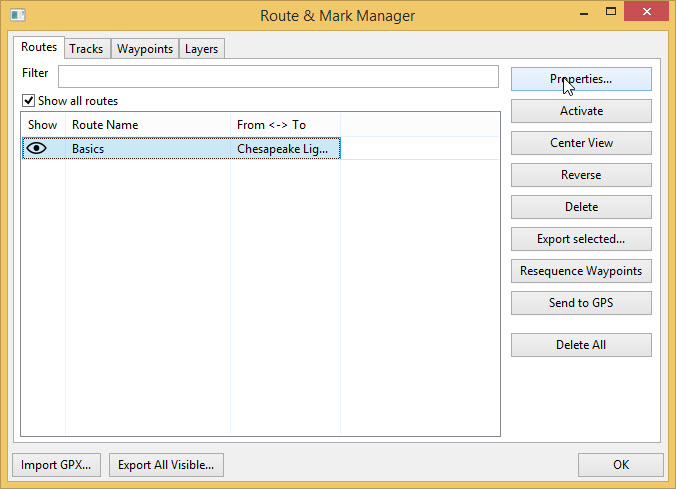 Route & Mark Manager
Routes Tracks Waypoints Layers
Filter
Show all routes
Show Route Name From <-> To
Basics Chesapeake Lig...
Properties...
Activate
Center View
Reverse
Delete
Export selected...
Resequence Waypoints
Send to GPS
Delete All
Import GPX... Export All Visible... OK